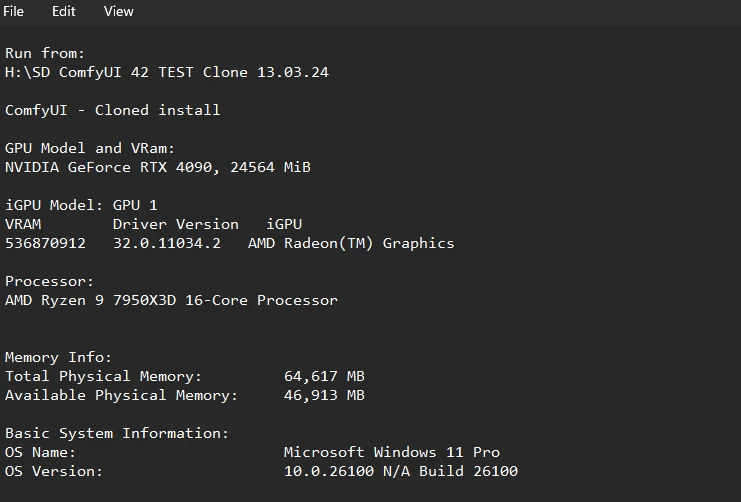 File Edit View
Run from:
H:\SD ComfyUI 42 TEST Clone 13.03.24
ComfyUI - Cloned install
GPU Model and VRam:
NVIDIA GeForce RTX 4090, 24564 MiB
iGPU Model: GPU 1
VRAM Driver Version iGPU
536870912 32.0.11034.2 AMD Radeon(TM) Graphics
Processor:
AMD Ryzen 9 7950X3D 16-Core Processor
Memory Info:
Total Physical Memory: 64,617 MB
Available Physical Memory: 46,913 MB
Basic System Information:
OS Name: Microsoft Windows 11 Pro
OS Version: 10.0.26100 N/A Build 26100